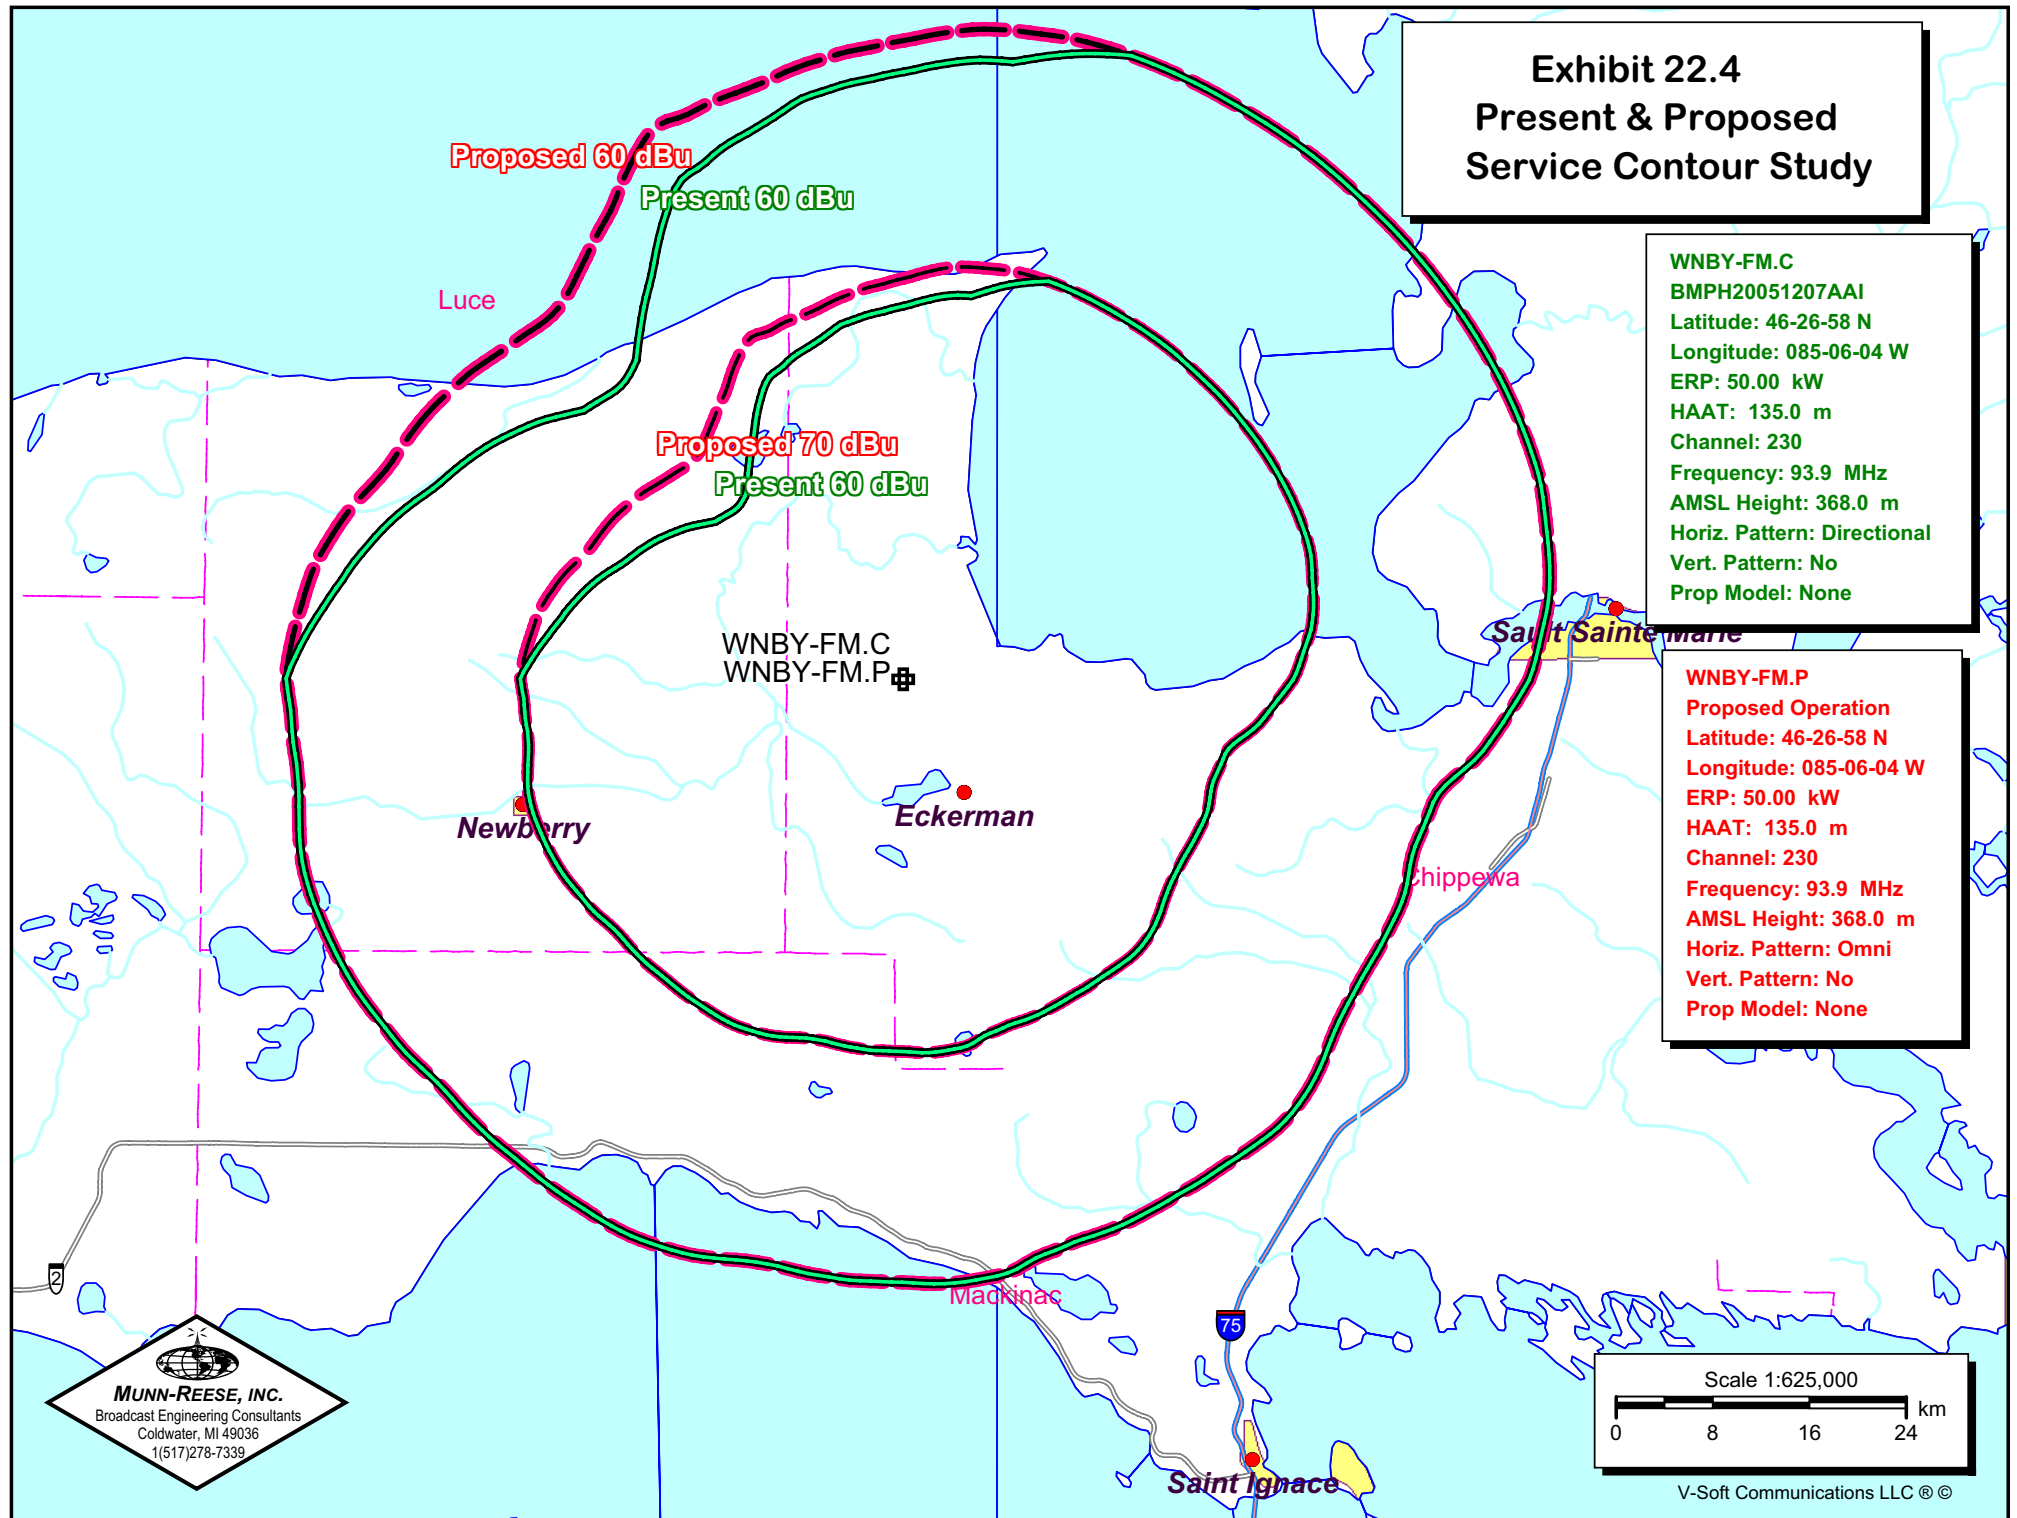 Exhibit 22.4
Present & Proposed
Service Contour Study
Proposed 60 dBu
Present 60 dBu
WNBY-FM.C
BMPH20051207AAI
Latitude: 46-26-58 N
Longitude: 085-06-04 W
ERP: 50.00 kW
HAAT: 135.0 m
Channel: 230
Frequency: 93.9 MHz
AMSL Height: 368.0 m
Horiz. Pattern: Directional
Vert. Pattern: No
Prop Model: None
Luce
Proposed 70 dBu
Present 60 dBu
WNBY-FM.C
WNBY-FM.P
Sault Sainte Marie
WNBY-FM.P
Proposed Operation
Latitude: 46-26-58 N
Longitude: 085-06-04 W
ERP: 50.00 kW
HAAT: 135.0 m
Channel: 230
Frequency: 93.9 MHz
AMSL Height: 368.0 m
Horiz. Pattern: Omni
Vert. Pattern: No
Prop Model: None
Newberry
Eckerman
Chippewa
Mackinac
2
75
MUNN-REESE, INC.
Broadcast Engineering Consultants
Coldwater, MI 49036
1(517)278-7339
Scale 1:625,000
km
0 8 16 24
Saint Ignace
V-Soft Communications LLC ® ©